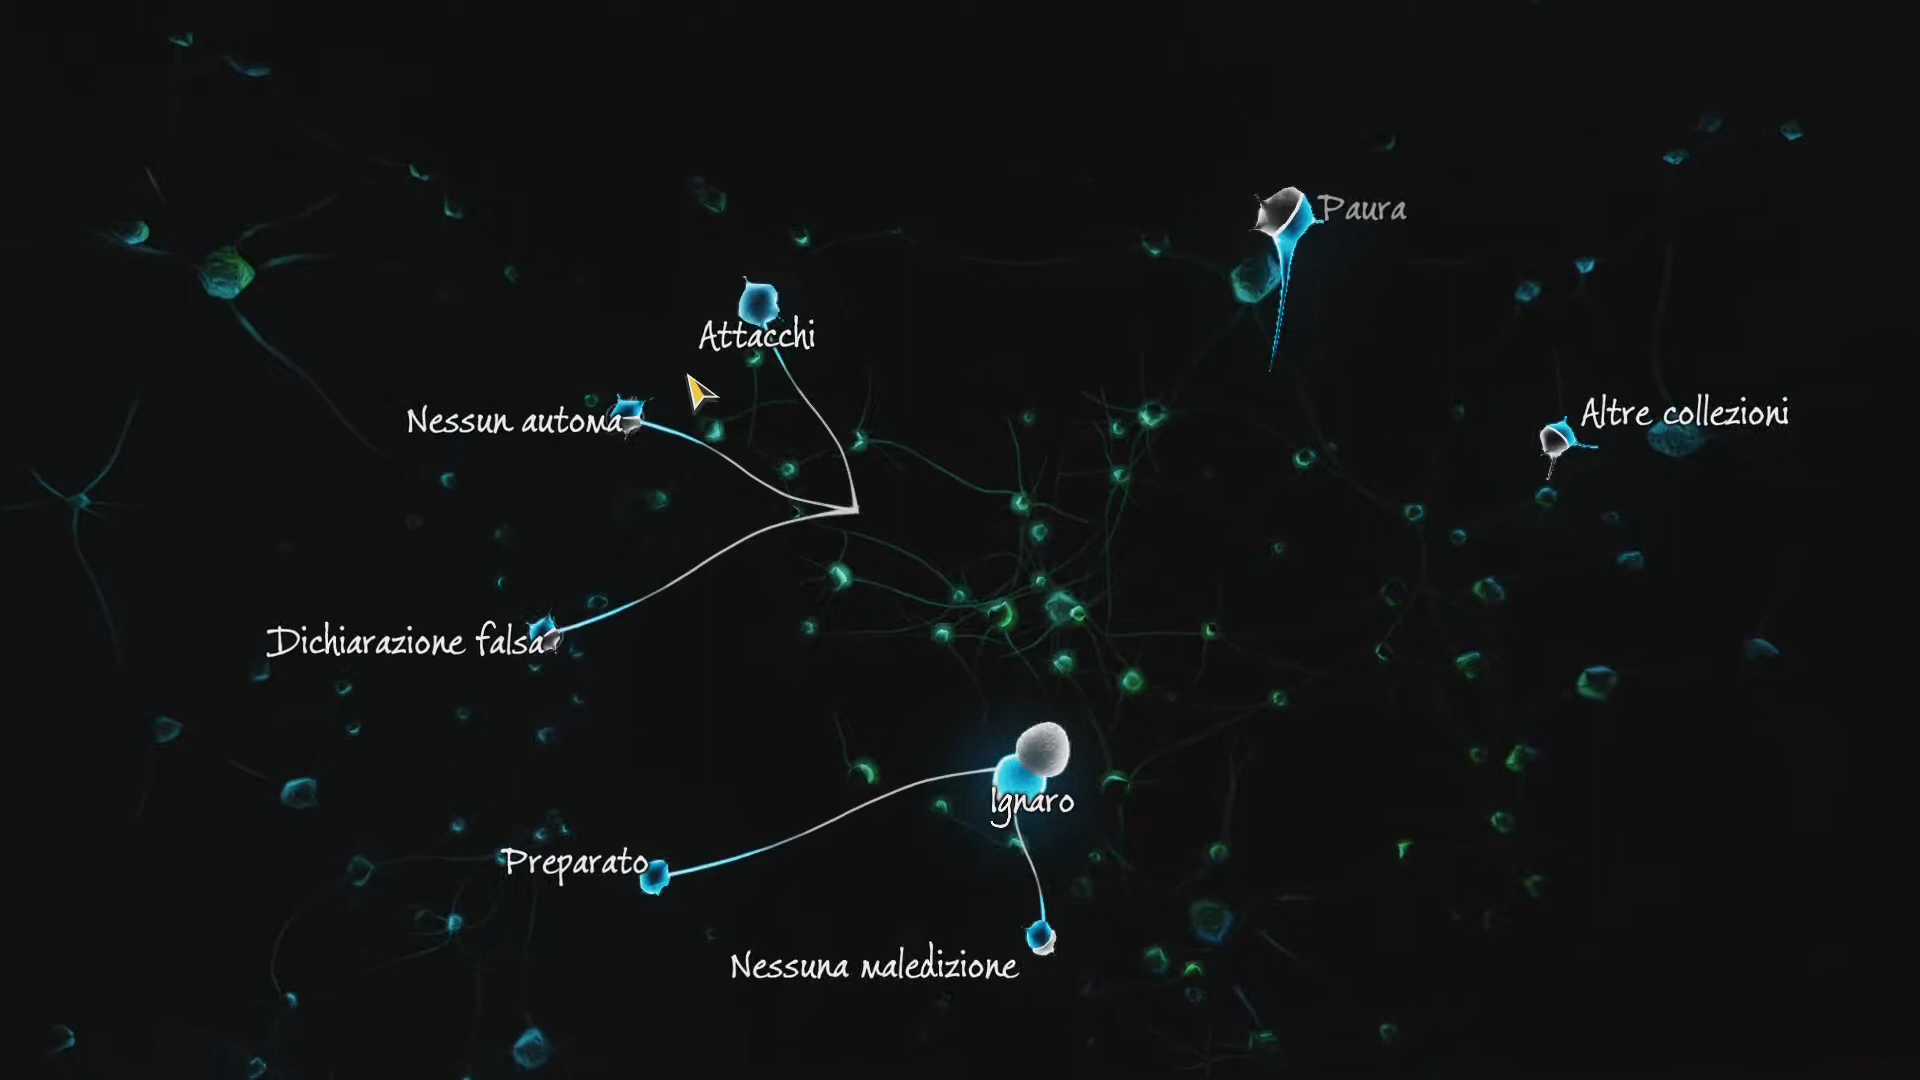 Paura
Attacchi
Nessun automa
Altre collezioni
Dichiarazione falsa
Ignaro
Preparato
Nessuna maledizione